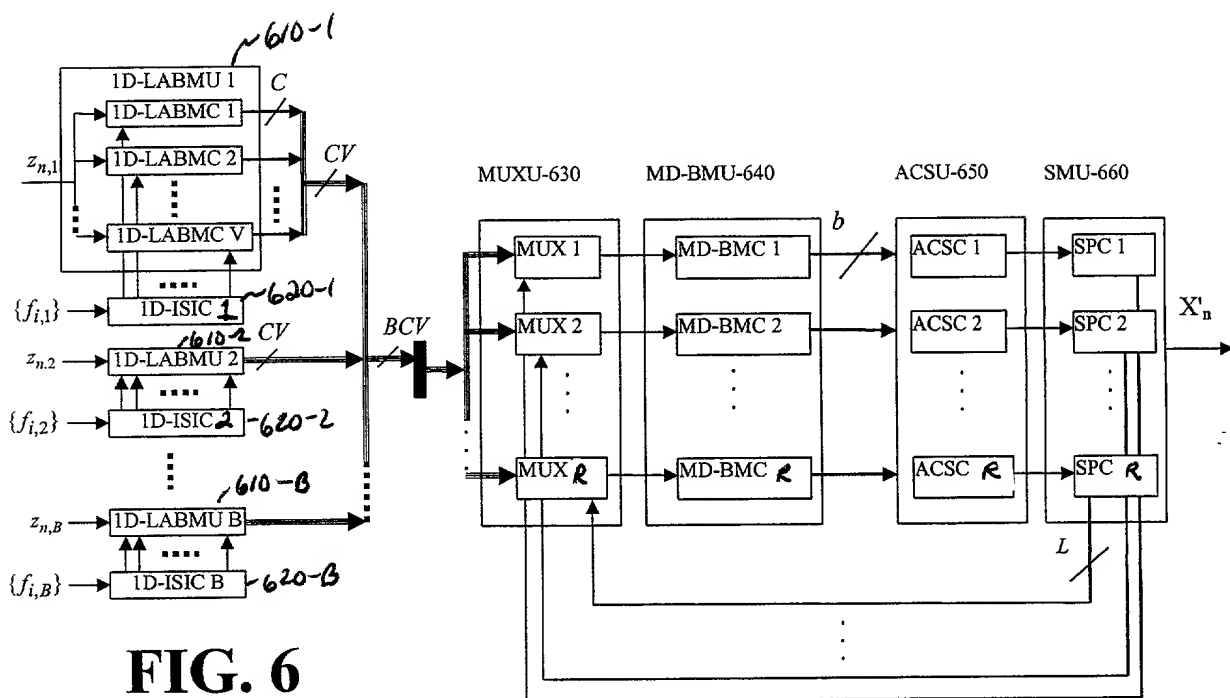 610-1
1D-LABMU 1
C
1D-LABMC 1
z_{n,1}
1D-LABMC 2
CV
1D-LABMC V
{f_{i,1}}
1D-ISIC 1
620-1
610-2
CV
z_{n.2}
1D-LABMU 2
BCV
{f_{i,2}}
1D-ISIC 2
620-2
610-B
z_{n,B}
1D-LABMU B
{f_{i,B}}
1D-ISIC B
620-B
MUXU-630
MD-BMU-640
ACSU-650
SMU-660
b
MUX 1
MD-BMC 1
ACSC 1
SPC 1
MUX 2
MD-BMC 2
ACSC 2
SPC 2
X'_n
MUX R
MD-BMC R
ACSC R
SPC R
L
FIG. 6